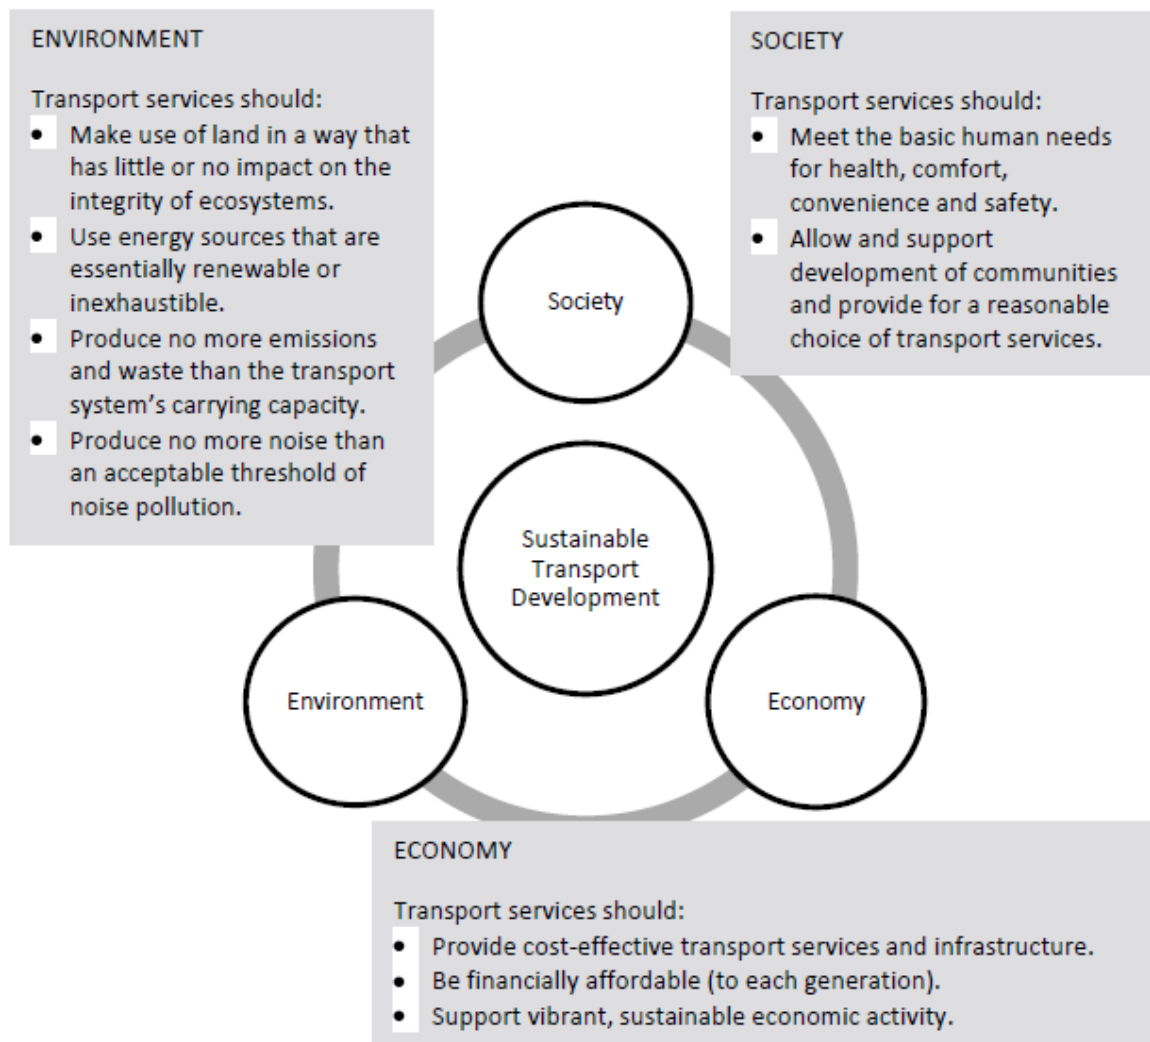 ENVIRONMENT
Transport services should:
• Make use of land in a way that
has little or no impact on the
integrity of ecosystems.
• Use energy sources that are
essentially renewable or
inexhaustible.
• Produce no more emissions
and waste than the transport
system's carrying capacity.
• Produce no more noise than
an acceptable threshold of
noise pollution.
SOCIETY
Transport services should:
• Meet the basic human needs
for health, comfort,
convenience and safety.
• Allow and support
development of communities
and provide for a reasonable
choice of transport services.
Society
Sustainable
Transport
Development
Environment
Economy
ECONOMY
Transport services should:
• Provide cost-effective transport services and infrastructure.
• Be financially affordable (to each generation).
• Support vibrant, sustainable economic activity.